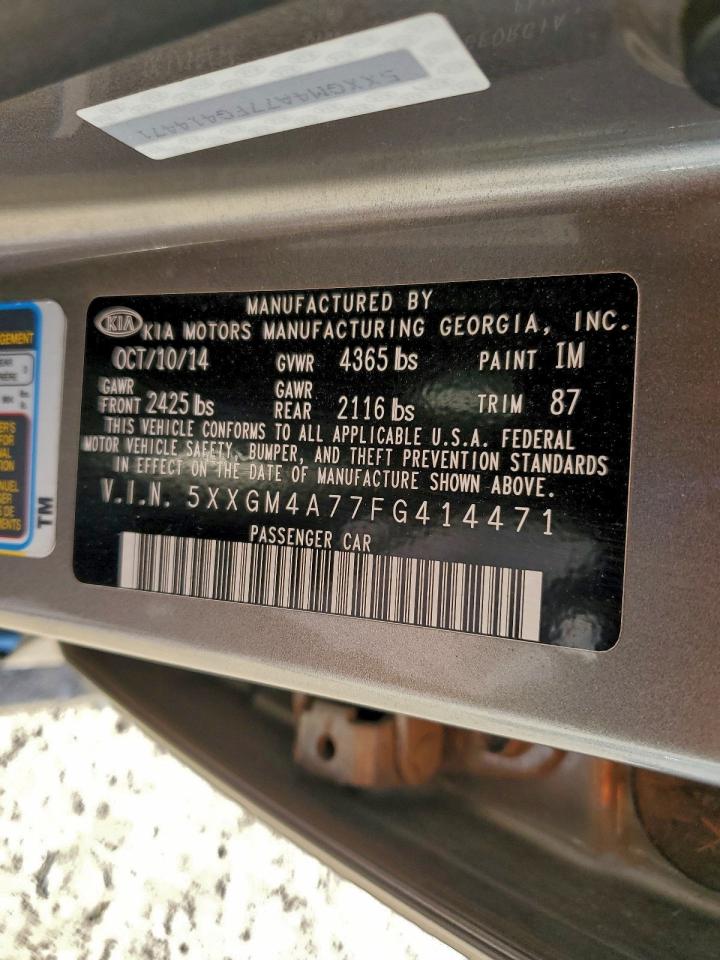 5XXGM4A77FG414471
MANUFACTURED BY
KIA KIA MOTORS MANUFACTURING GEORGIA, INC.
OCT/10/14 GVWR 4365 lbs PAINT IM
GAWR FRONT 2425 lbs GAWR REAR 2116 lbs TRIM 87
THIS VEHICLE CONFORMS TO ALL APPLICABLE U.S.A. FEDERAL
MOTOR VEHICLE SAFETY, BUMPER, AND THEFT PREVENTION STANDARDS
IN EFFECT ON THE DATE OF MANUFACTURE SHOWN ABOVE.
V.I.N. 5XXGM4A77FG414471
PASSENGER CAR
TM